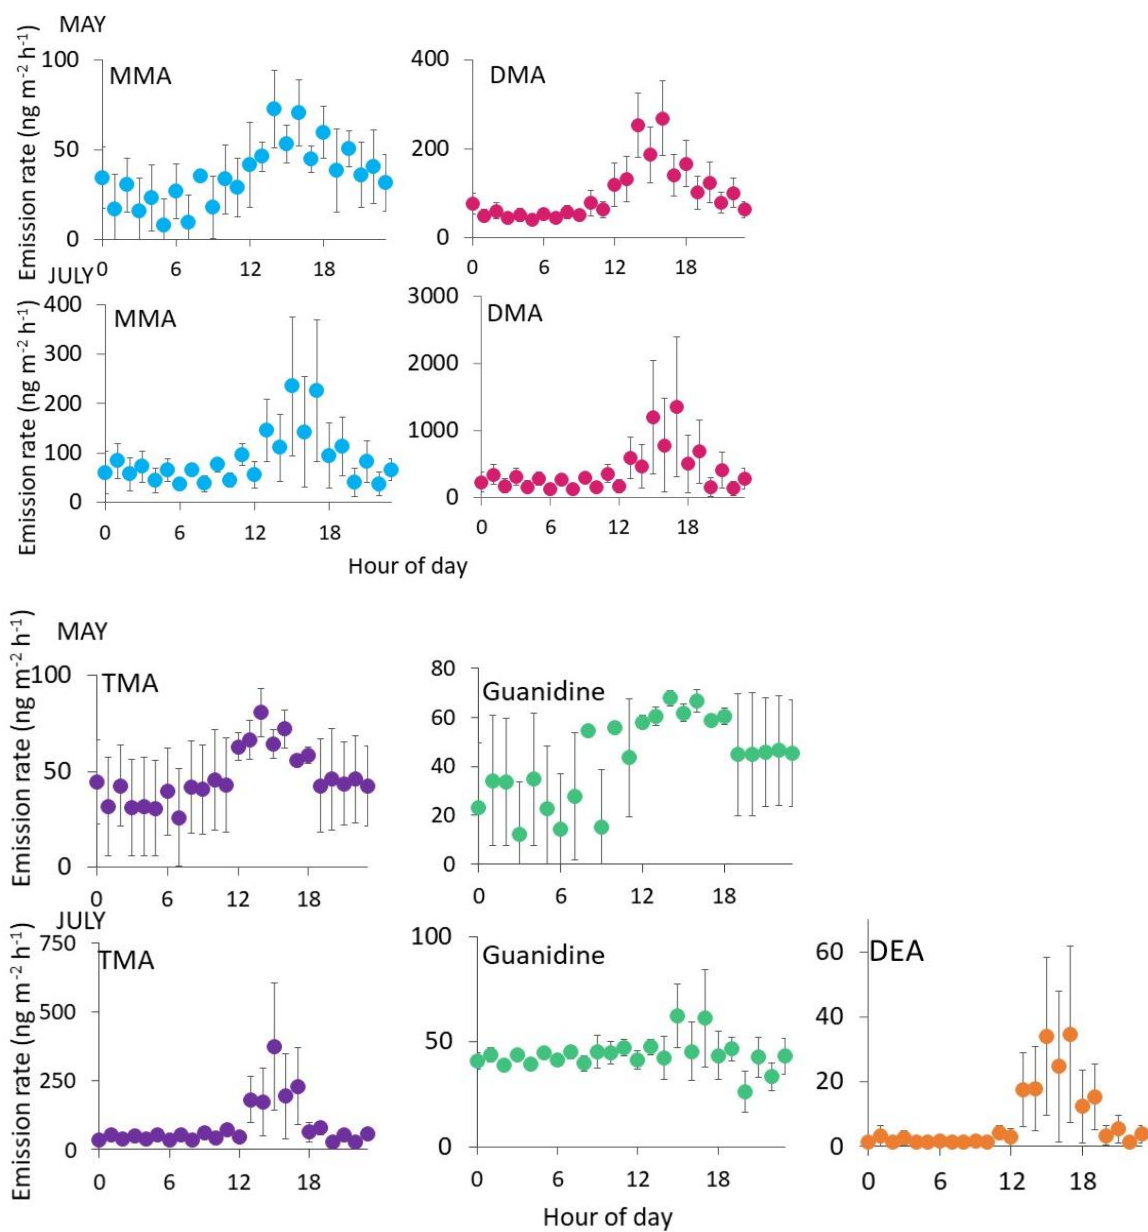 MAY
Emission rate (ng m⁻² h⁻¹)
100
50
0
MMA
0 6 12 18
400
200
0
DMA
0 6 12 18
JULY
Emission rate (ng m⁻² h⁻¹)
400
300
200
100
0
MMA
0 6 12 18
3000
2000
1000
0
DMA
0 6 12 18
Hour of day
MAY
Emission rate (ng m⁻² h⁻¹)
100
50
0
TMA
0 6 12 18
80
60
40
20
0
Guanidine
0 6 12 18
JULY
Emission rate (ng m⁻² h⁻¹)
750
500
250
0
TMA
0 6 12 18
100
50
0
Guanidine
0 6 12 18
60
40
20
0
DEA
0 6 12 18
Hour of day